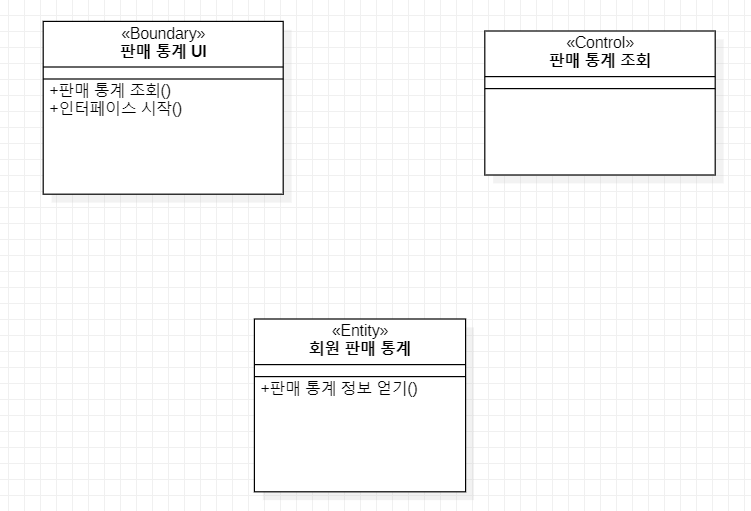 «Boundary»
판매 통계 UI
+판매 통계 조회()
+인터페이스 시작()
«Control»
판매 통계 조회
«Entity»
회원 판매 통계
+판매 통계 정보 얻기()